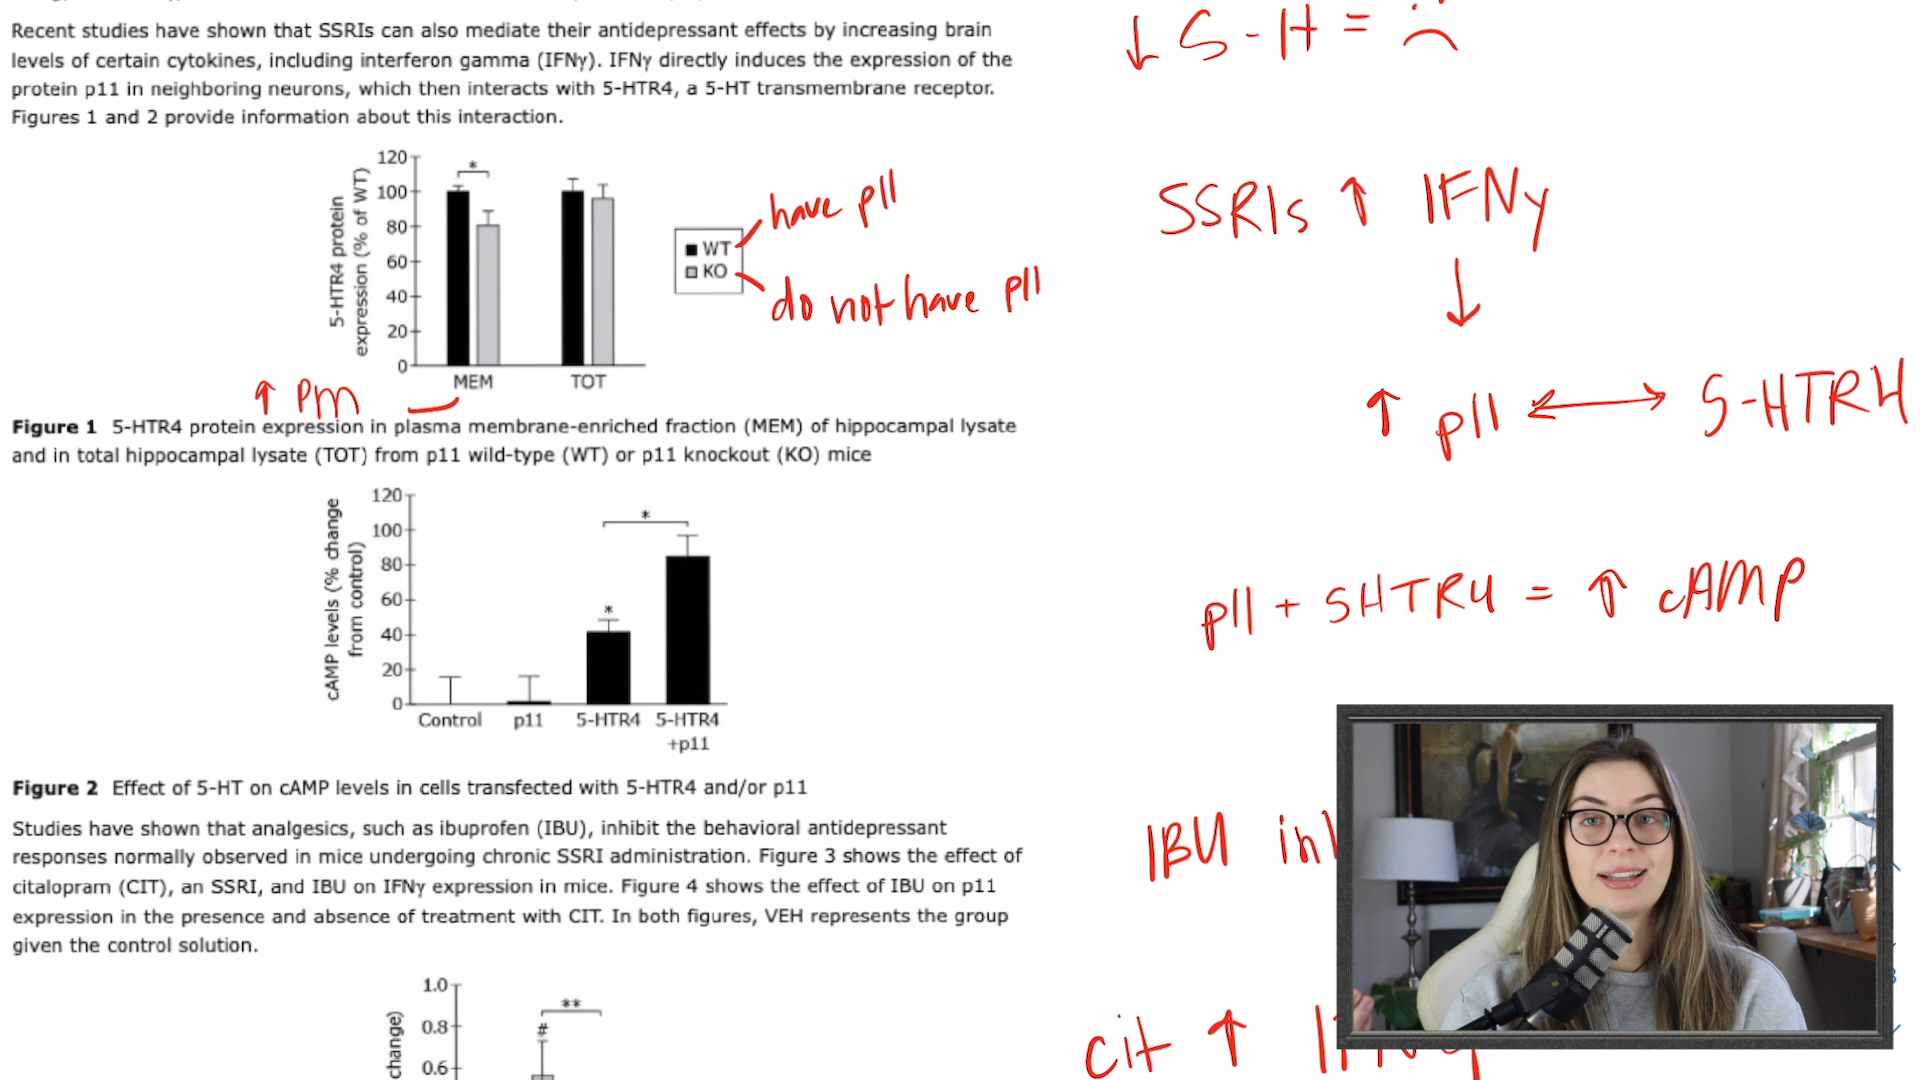 Recent studies have shown that SSRIs can also mediate their antidepressant effects by increasing brain
levels of certain cytokines, including interferon gamma (IFNγ). IFNγ directly induces the expression of the
protein p11 in neighboring neurons, which then interacts with 5-HTR4, a 5-HT transmembrane receptor.
Figures 1 and 2 provide information about this interaction.
5-HTR4 protein
expression (% of WT)
120
100
80
60
40
20
0
*
MEM
TOT
WT
KO
have p11
do not have p11
↑ pm
Figure 1 5-HTR4 protein expression in plasma membrane-enriched fraction (MEM) of hippocampal lysate
and in total hippocampal lysate (TOT) from p11 wild-type (WT) or p11 knockout (KO) mice
cAMP levels (% change
from control)
120
100
80
60
40
20
0
*
*
Control
p11
5-HTR4
5-HTR4
+p11
Figure 2 Effect of 5-HT on cAMP levels in cells transfected with 5-HTR4 and/or p11
Studies have shown that analgesics, such as ibuprofen (IBU), inhibit the behavioral antidepressant
responses normally observed in mice undergoing chronic SSRI administration. Figure 3 shows the effect of
citalopram (CIT), an SSRI, and IBU on IFNγ expression in mice. Figure 4 shows the effect of IBU on p11
expression in the presence and absence of treatment with CIT. In both figures, VEH represents the group
given the control solution.
change)
1.0
0.8
0.6
**
#
↓ 5-H =
SSRIs ↑ IFNγ
↓
↑ p11 ↔ 5-HTR4
p11 + 5HTR4 = ↑ cAMP
IBU
cit ↑